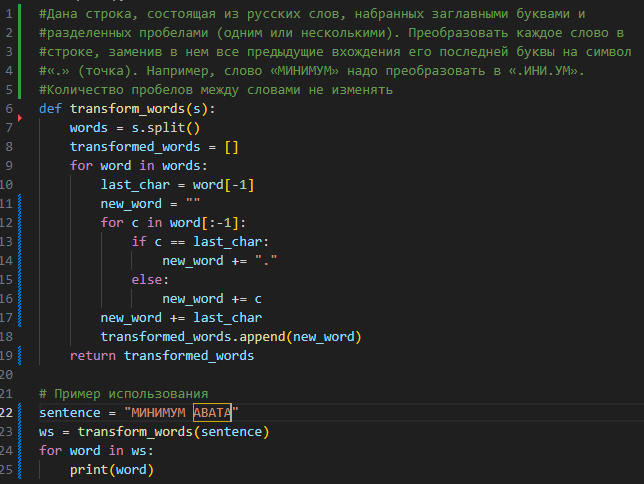 1 #Дана строка, состоящая из русских слов, набранных заглавными буквами и
2 #разделенных пробелами (одним или несколькими). Преобразовать каждое слово в
3 #строке, заменив в нем все предыдущие вхождения его последней буквы на символ
4 #«.» (точка). Например, слово «МИНИМУМ» надо преобразовать в «.ИНИ.УМ».
5 #Количество пробелов между словами не изменять
6 def transform_words(s):
7     words = s.split()
8     transformed_words = []
9     for word in words:
10         last_char = word[-1]
11         new_word = ""
12         for c in word[:-1]:
13             if c == last_char:
14                 new_word += "."
15             else:
16                 new_word += c
17         new_word += last_char
18         transformed_words.append(new_word)
19     return transformed_words
20
21 # Пример использования
22 sentence = "МИНИМУМ АВАТА"
23 ws = transform_words(sentence)
24 for word in ws:
25     print(word)